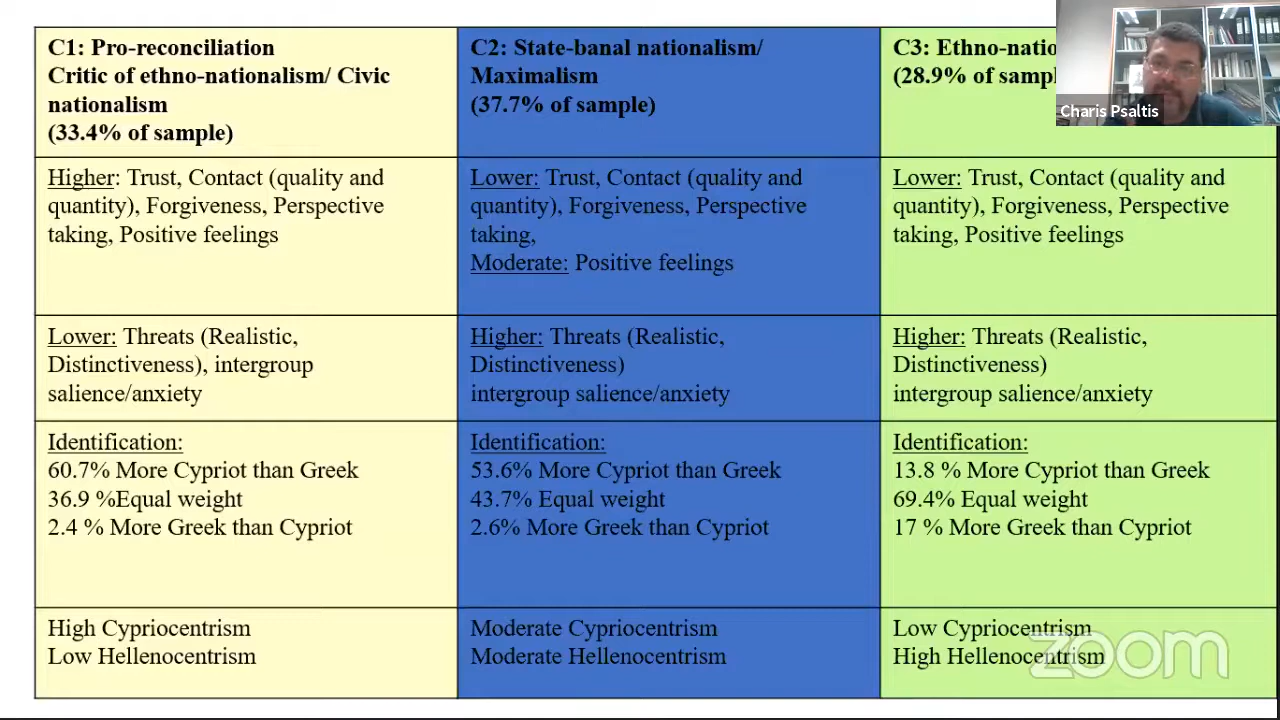 C1: Pro-reconciliation
Critic of ethno-nationalism/ Civic
nationalism
(33.4% of sample)
C2: State-banal nationalism/
Maximalism
(37.7% of sample)
C3:
(28.9% of
Charis Psaltis
Higher: Trust, Contact (quality and
quantity), Forgiveness, Perspective
taking, Positive feelings
Lower: Trust, Contact (quality and
quantity), Forgiveness, Perspective
taking,
Moderate: Positive feelings
Lower: Trust, Contact (quality and
quantity), Forgiveness, Perspective
taking, Positive feelings
Lower: Threats (Realistic,
Distinctiveness), intergroup
salience/anxiety
Higher: Threats (Realistic,
Distinctiveness)
intergroup salience/anxiety
Higher: Threats (Realistic,
Distinctiveness)
intergroup salience/anxiety
Identification:
60.7% More Cypriot than Greek
36.9 %Equal weight
2.4 % More Greek than Cypriot
Identification:
53.6% More Cypriot than Greek
43.7% Equal weight
2.6% More Greek than Cypriot
Identification:
13.8 % More Cypriot than Greek
69.4% Equal weight
17 % More Greek than Cypriot
High Cypriocentrism
Low Hellenocentrism
Moderate Cypriocentrism
Moderate Hellenocentrism
Low Cypriocentrism
High Hellenocentrism
zoom